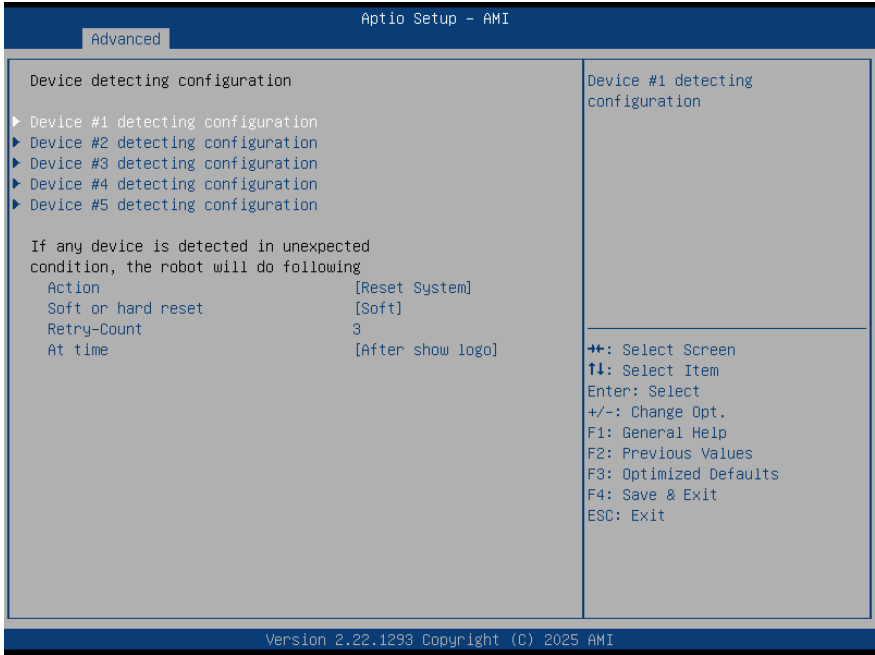 Aptio Setup – AMI
Advanced
Device detecting configuration
Device #1 detecting configuration
Device #2 detecting configuration
Device #3 detecting configuration
Device #4 detecting configuration
Device #5 detecting configuration
If any device is detected in unexpected
condition, the robot will do following
Action [Reset System]
Soft or hard reset [Soft]
Retry-Count 3
At time [After show logo]
Device #1 detecting
configuration
→←: Select Screen
↑↓: Select Item
Enter: Select
+/-: Change Opt.
F1: General Help
F2: Previous Values
F3: Optimized Defaults
F4: Save & Exit
ESC: Exit
Version 2.22.1293 Copyright (C) 2025 AMI